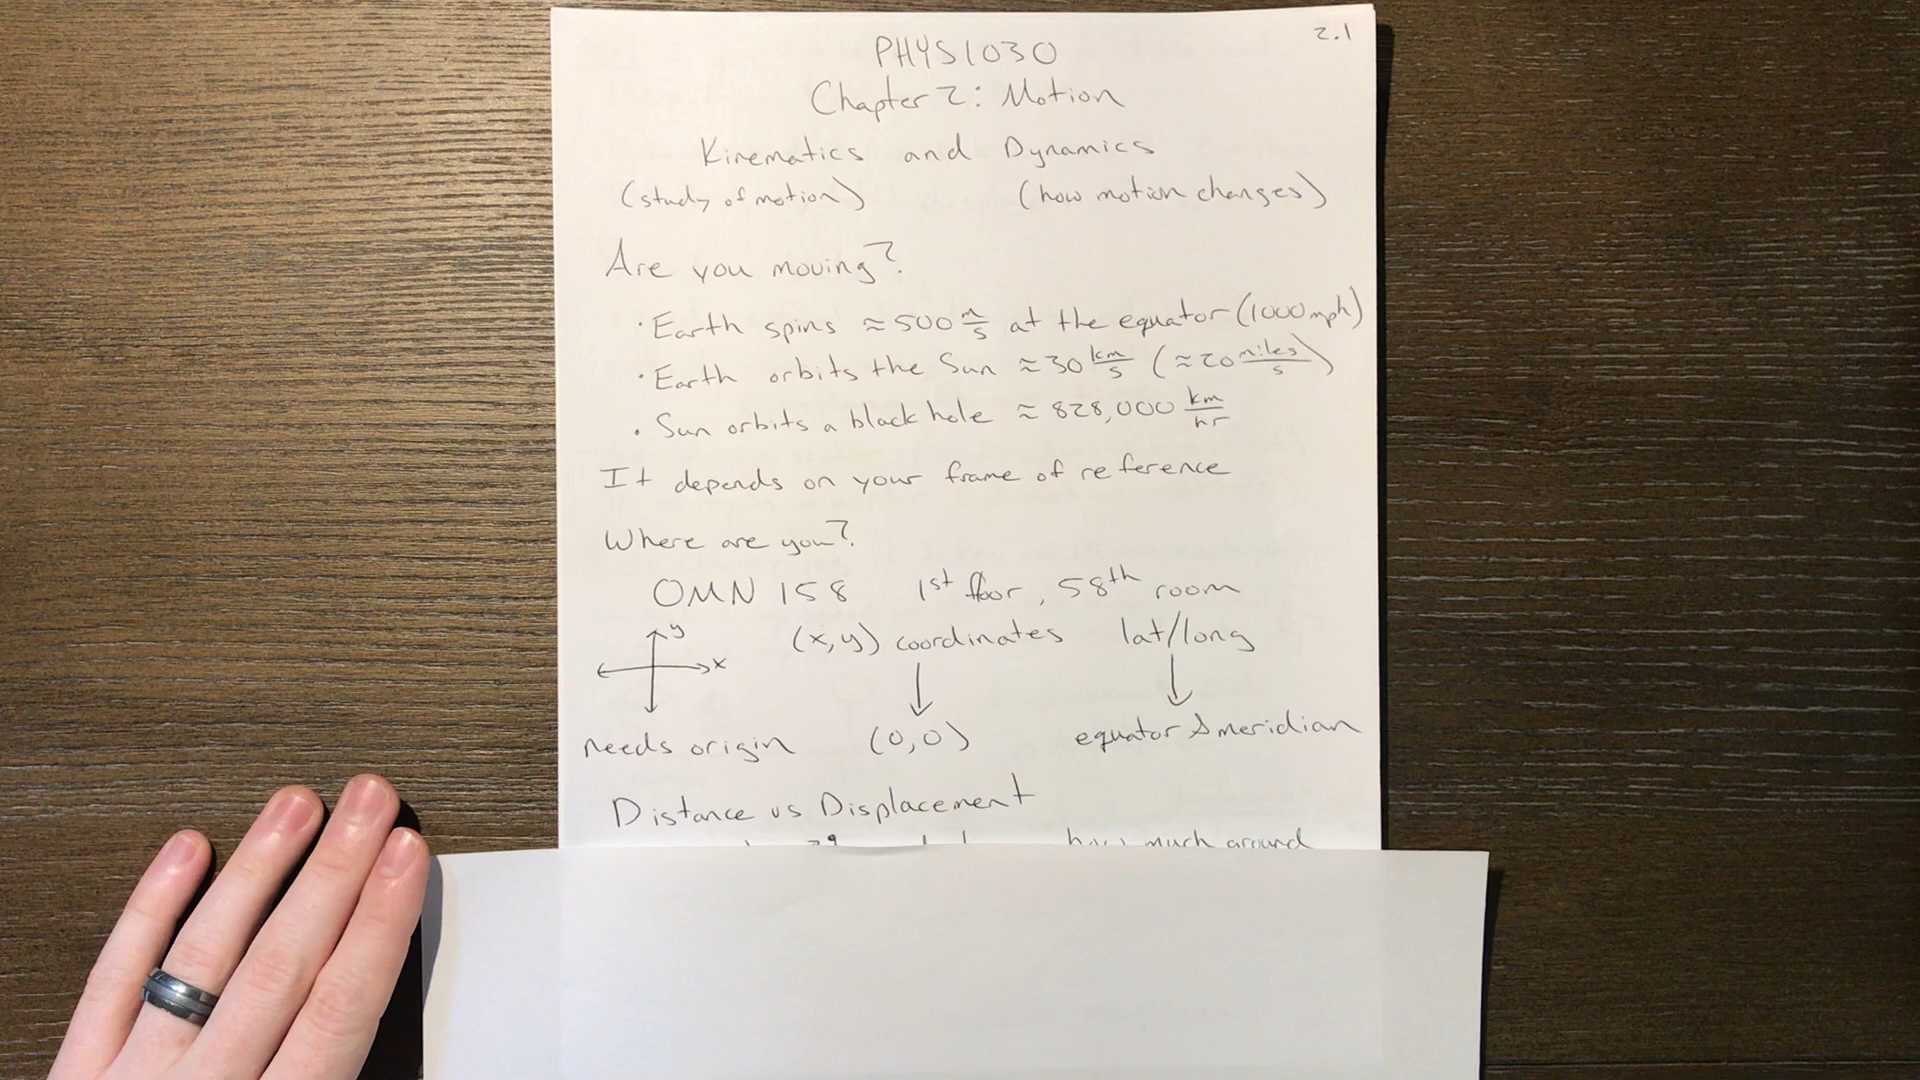 2.1
PHYS1030
Chapter 2: Motion
Kinematics and Dynamics
(study of motion) (how motion changes)
Are you moving?
· Earth spins ≈ 500 m/s at the equator (1000 mph)
· Earth orbits the Sun ≈ 30 km/s (≈ 20 miles/s)
· Sun orbits a black hole ≈ 828,000 km/hr
It depends on your frame of reference
Where are you?
OMN 158 1st floor, 58th room
y
(x,y) coordinates lat/long
x
needs origin (0,0) equator & meridian
Distance vs Displacement
how much around